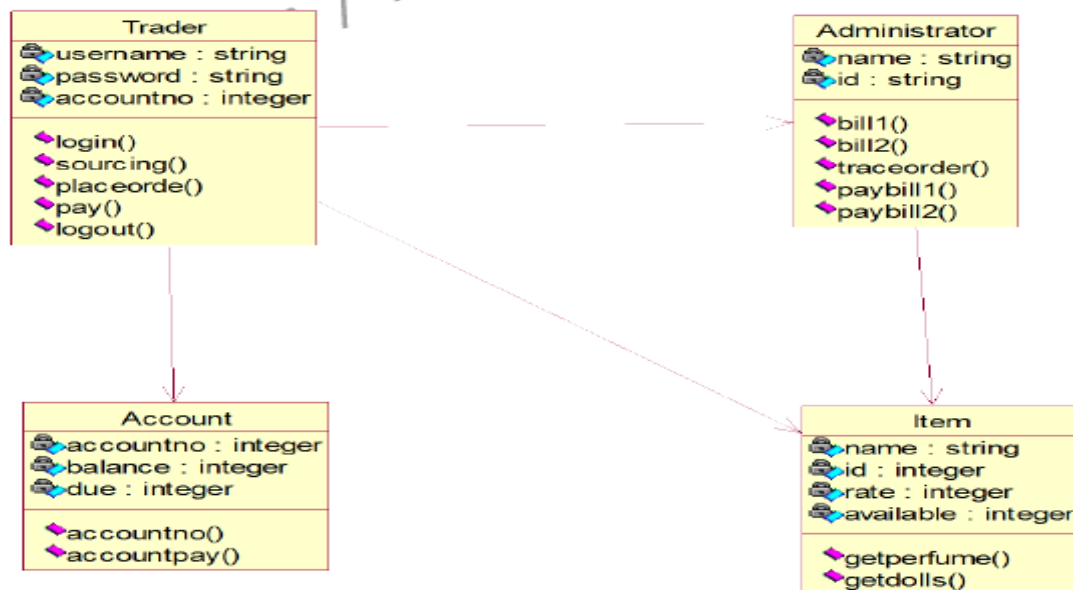 Trader
username : string
password : string
accountno : integer
login()
sourcing()
placeorde()
pay()
logout()
Administrator
name : string
id : string
bill1()
bill2()
traceorder()
paybill1()
paybill2()
Account
accountno : integer
balance : integer
due : integer
accountno()
accountpay()
Item
name : string
id : integer
rate : integer
available : integer
getperfume()
getdolls()